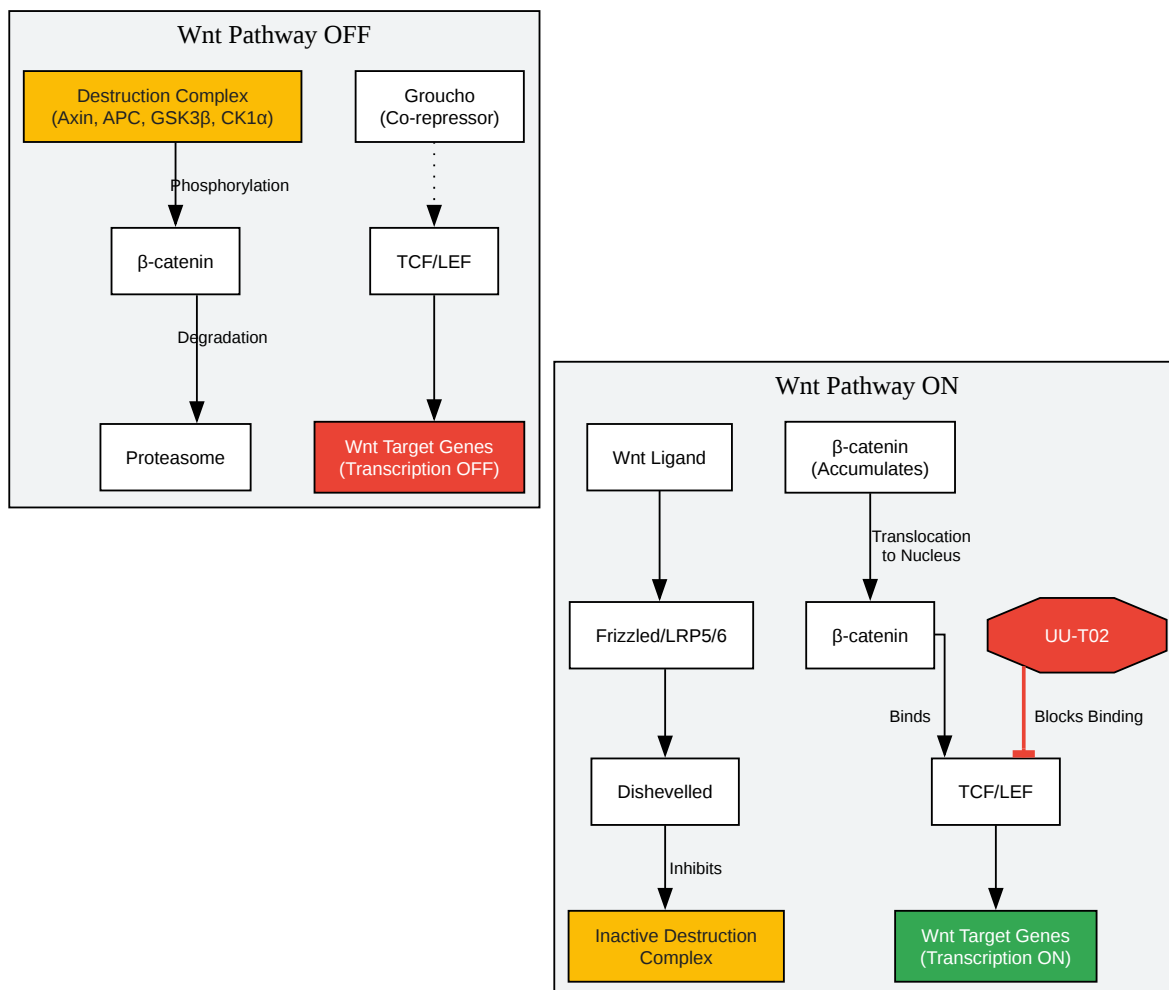 Wnt Pathway OFF
Destruction Complex
(Axin, APC, GSK3β, CK1α)
Groucho
(Co-repressor)
Phosphorylation
β-catenin
TCF/LEF
Degradation
Proteasome
Wnt Target Genes
(Transcription OFF)
Wnt Pathway ON
Wnt Ligand
β-catenin
(Accumulates)
Translocation
to Nucleus
Frizzled/LRP5/6
β-catenin
UU-T02
Binds
Blocks Binding
Dishevelled
TCF/LEF
Inhibits
Inactive Destruction
Complex
Wnt Target Genes
(Transcription ON)